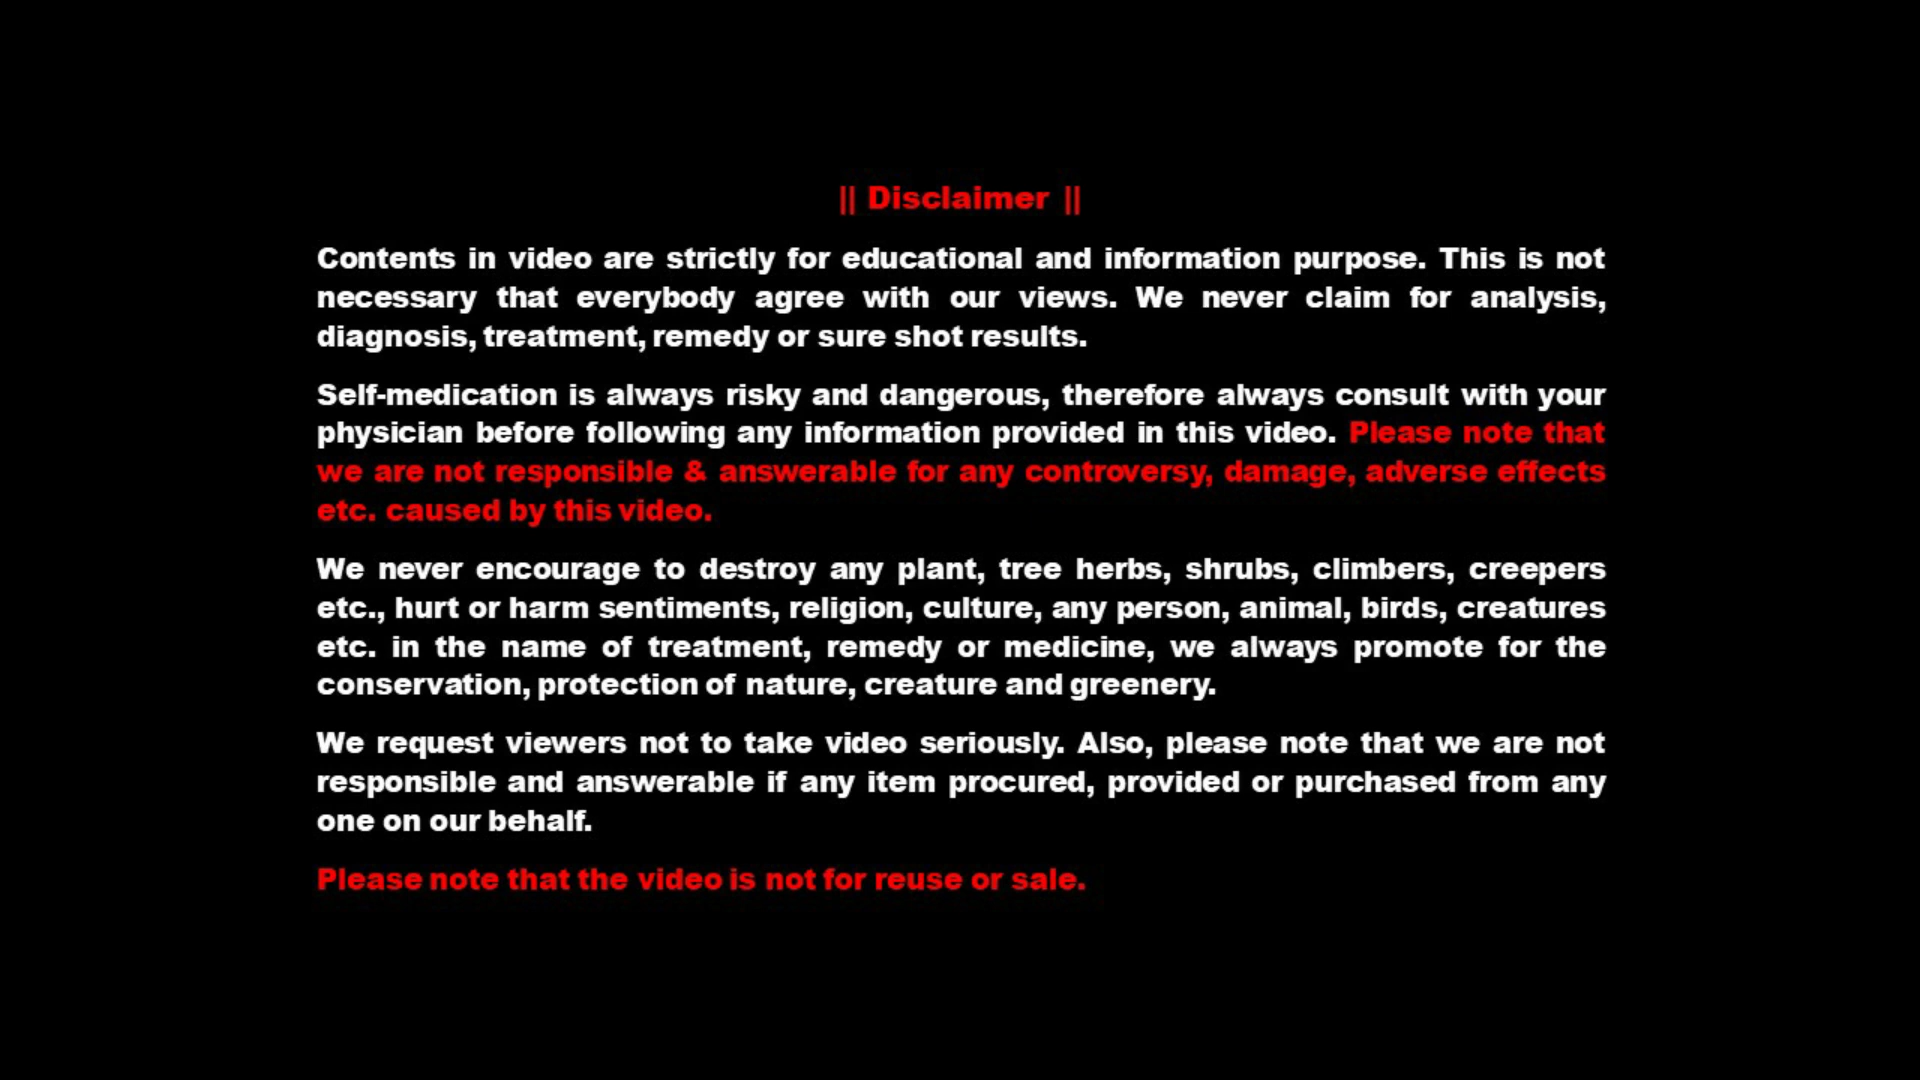 || Disclaimer ||
Contents in video are strictly for educational and information purpose. This is not
necessary that everybody agree with our views. We never claim for analysis,
diagnosis, treatment, remedy or sure shot results.
Self-medication is always risky and dangerous, therefore always consult with your
physician before following any information provided in this video. Please note that
we are not responsible & answerable for any controversy, damage, adverse effects
etc. caused by this video.
We never encourage to destroy any plant, tree herbs, shrubs, climbers, creepers
etc., hurt or harm sentiments, religion, culture, any person, animal, birds, creatures
etc. in the name of treatment, remedy or medicine, we always promote for the
conservation, protection of nature, creature and greenery.
We request viewers not to take video seriously. Also, please note that we are not
responsible and answerable if any item procured, provided or purchased from any
one on our behalf.
Please note that the video is not for reuse or sale.